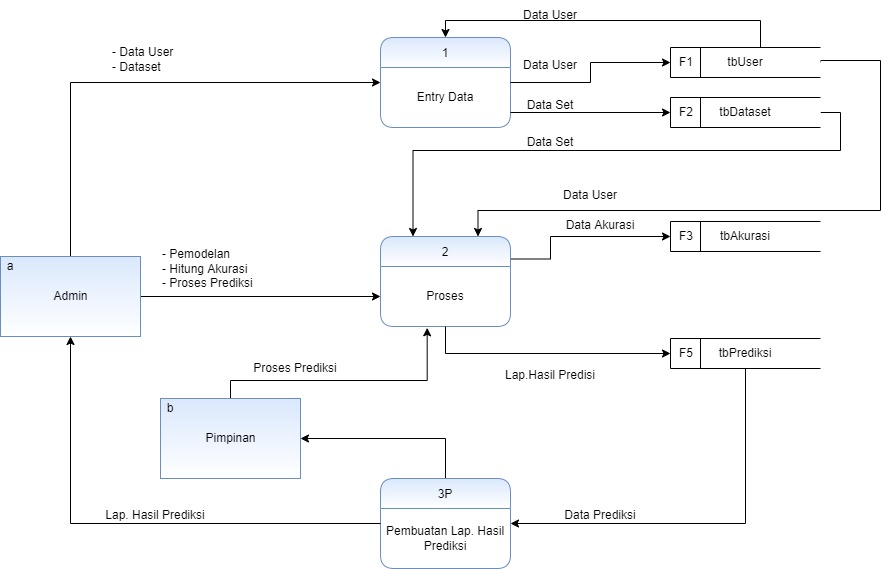 Data User
- Data User
- Dataset
1
Entry Data
Data User
F1
tbUser
Data Set
F2
tbDataset
Data Set
Data User
Data Akurasi
F3
tbAkurasi
- Pemodelan
- Hitung Akurasi
- Proses Prediksi
2
Proses
a
Admin
F5
tbPrediksi
Proses Prediksi
Lap.Hasil Predisi
b
Pimpinan
3P
Pembuatan Lap. Hasil
Prediksi
Lap. Hasil Prediksi
Data Prediksi